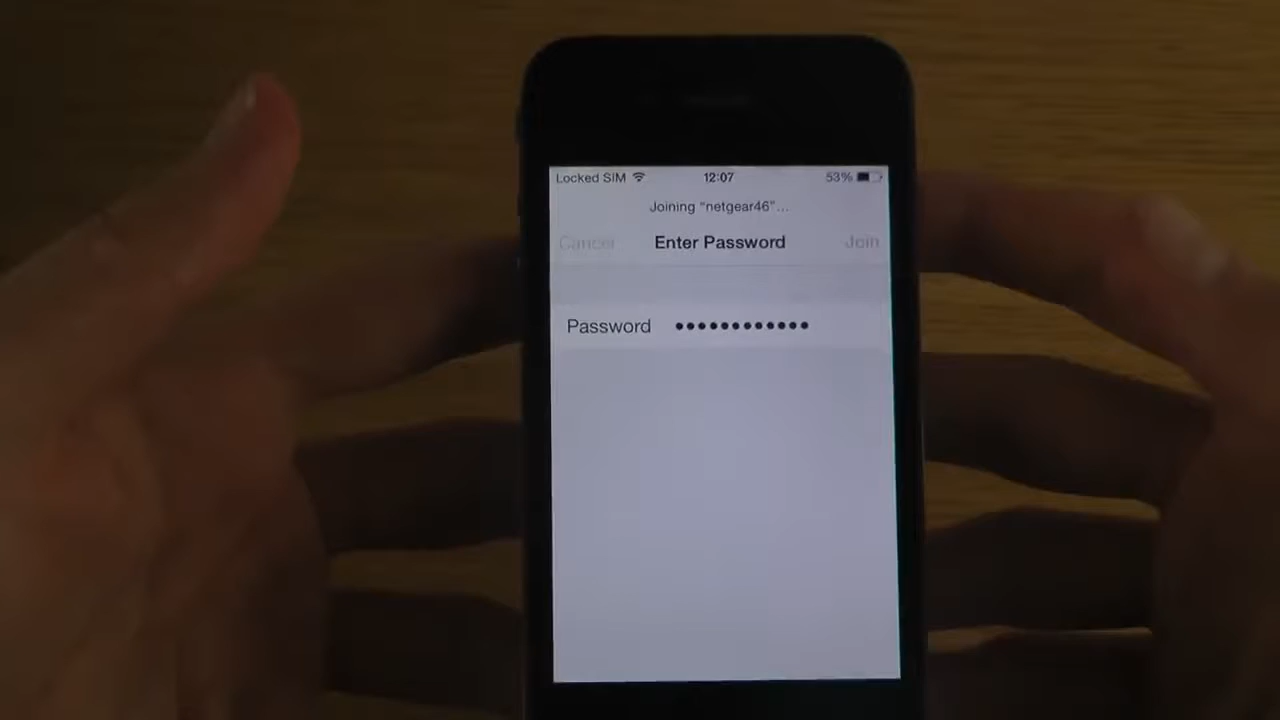 Locked SIM 12:07 53%
Joining "netgear46"...
Cancel Enter Password Join
Password ••••••••••••